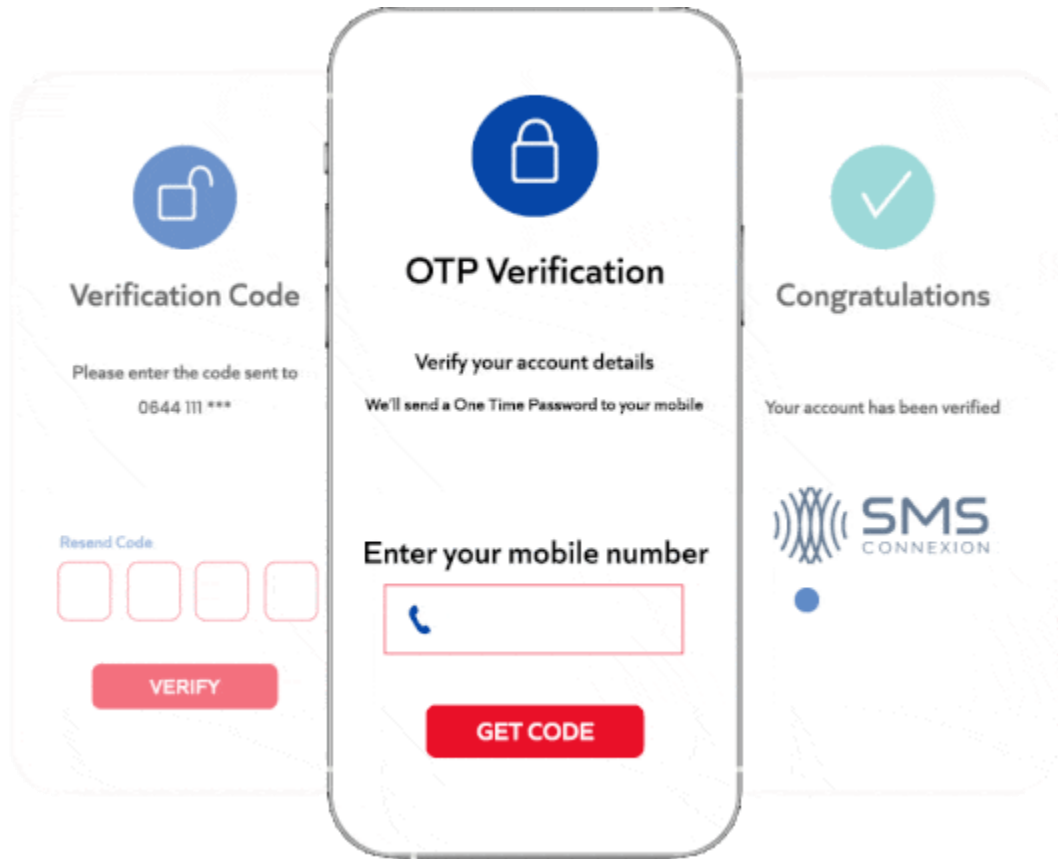 Verification Code
Please enter the code sent to
0644 111 ***
Resend Code
VERIFY
OTP Verification
Verify your account details
We'll send a One Time Password to your mobile
Enter your mobile number
GET CODE
Congratulations
Your account has been verified
SMS
CONNEXION